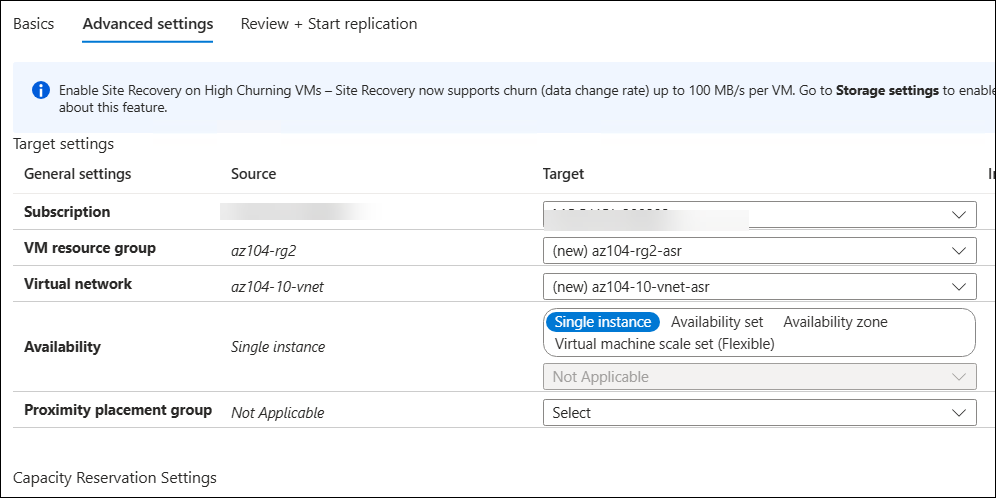 Basics Advanced settings Review + Start replication
Enable Site Recovery on High Churning VMs – Site Recovery now supports churn (data change rate) up to 100 MB/s per VM. Go to Storage settings to enable
about this feature.
Target settings
General settings Source Target
Subscription
VM resource group az104-rg2 (new) az104-rg2-asr
Virtual network az104-10-vnet (new) az104-10-vnet-asr
Single instance Availability set Availability zone
Availability Single instance Virtual machine scale set (Flexible)
Not Applicable
Proximity placement group Not Applicable Select
Capacity Reservation Settings